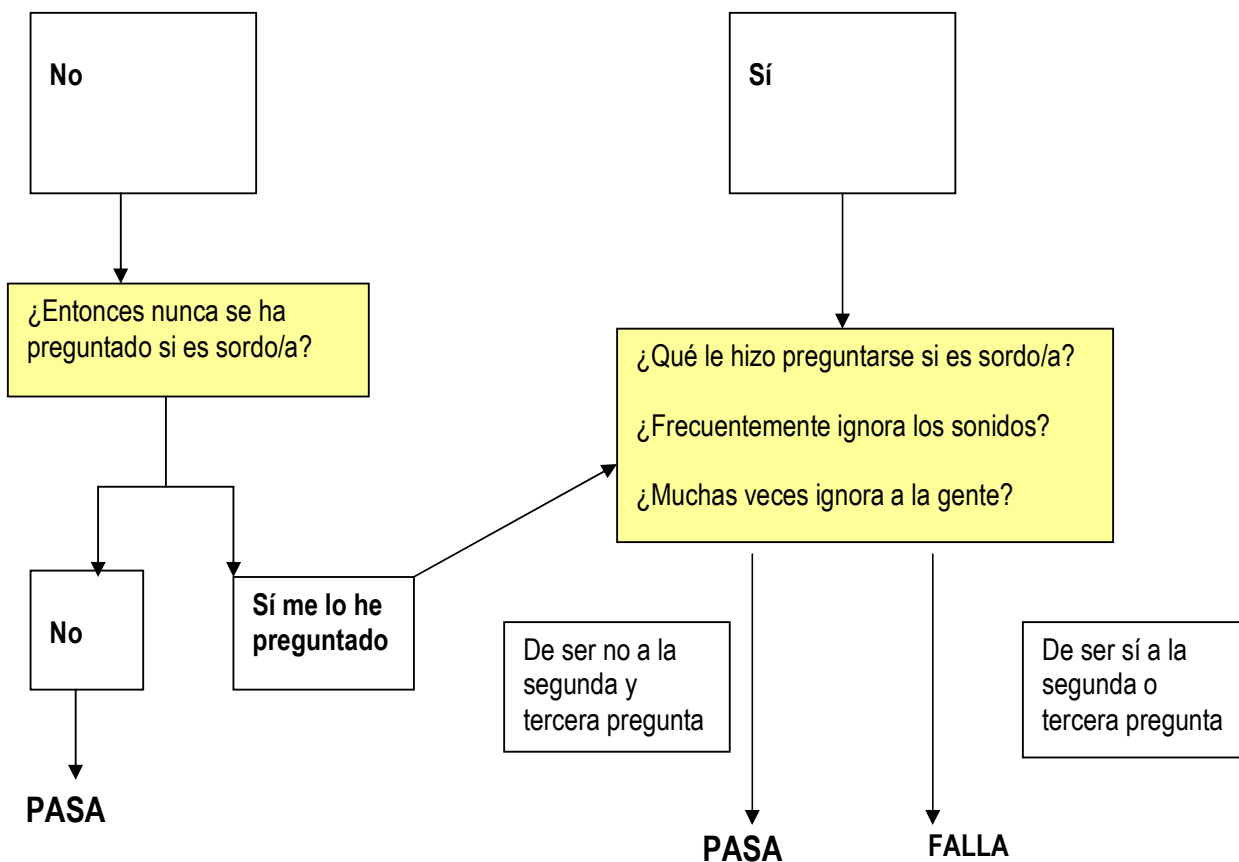 No
Sí
¿Entonces nunca se ha
preguntado si es sordo/a?
¿Qué le hizo preguntarse si es sordo/a?
¿Frecuentemente ignora los sonidos?
¿Muchas veces ignora a la gente?
No
Sí me lo he
preguntado
De ser no a la
segunda y
tercera pregunta
De ser sí a la
segunda o
tercera pregunta
PASA
PASA
FALLA